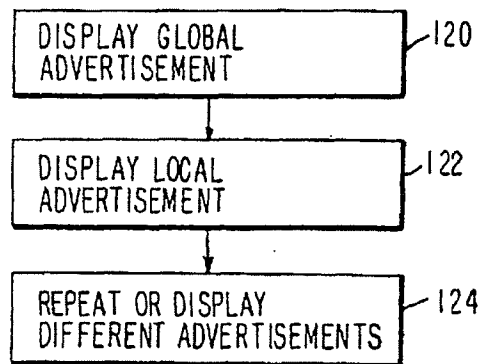 DISPLAY GLOBAL
ADVERTISEMENT
120
DISPLAY LOCAL
ADVERTISEMENT
122
REPEAT OR DISPLAY
DIFFERENT ADVERTISEMENTS
124